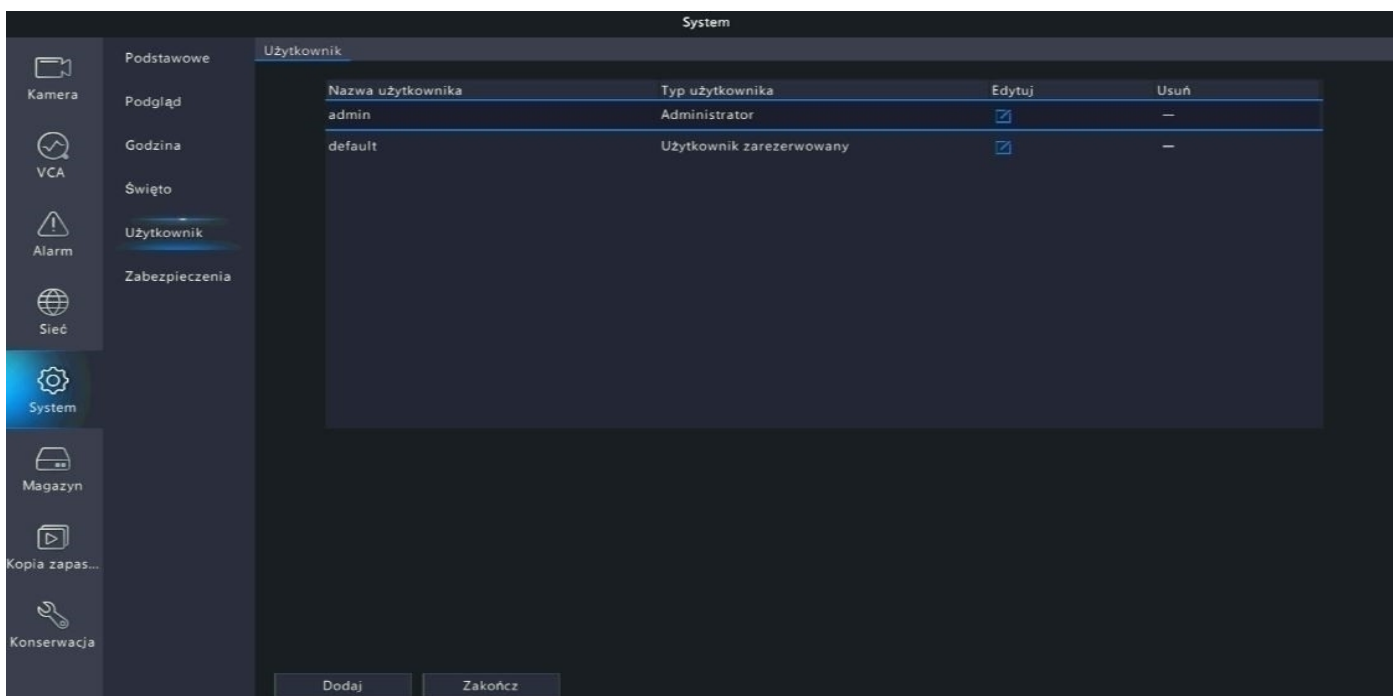 System
Kamera
VCA
Alarm
Sieć
System
Magazyn
Kopia zapas...
Konserwacja
Podstawowe
Podgląd
Godzina
Święto
Użytkownik
Zabezpieczenia
Użytkownik
Nazwa użytkownika Typ użytkownika Edytuj Usuń
admin Administrator —
default Użytkownik zarezerwowany —
Dodaj Zakończ